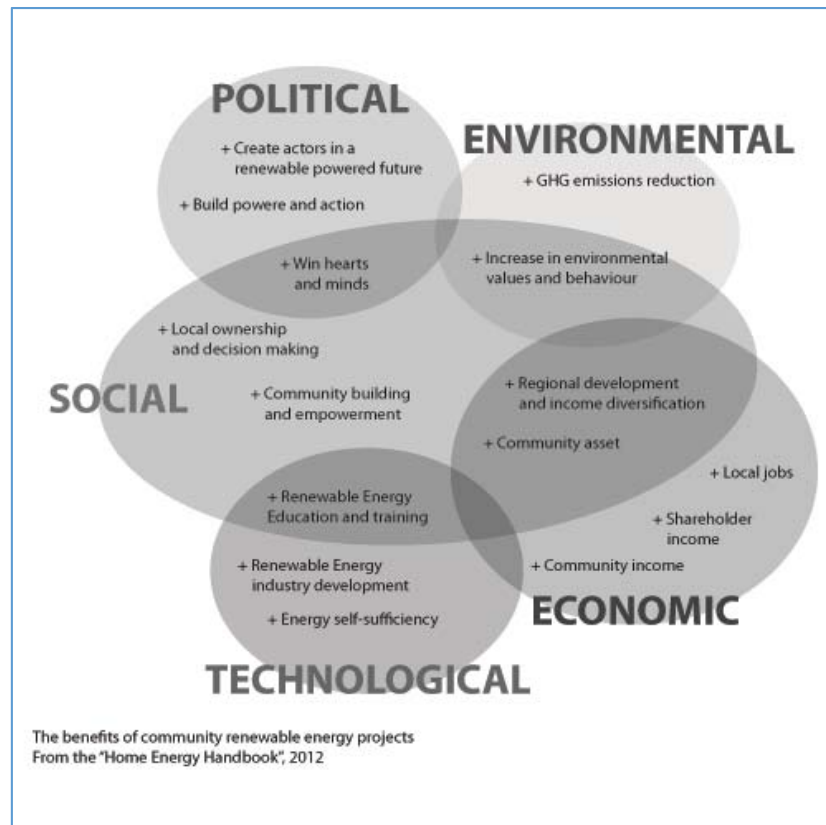 POLITICAL
+ Create actors in a
renewable powered future
+ Build powere and action
+ Win hearts
and minds
ENVIRONMENTAL
+ GHG emissions reduction
+ Increase in environmental
values and behaviour
SOCIAL
+ Local ownership
and decision making
+ Community building
and empowerment
+ Regional development
and income diversification
+ Community asset
+ Local jobs
+ Shareholder
income
+ Community income
ECONOMIC
+ Renewable Energy
Education and training
+ Renewable Energy
industry development
+ Energy self-sufficiency
TECHNOLOGICAL
The benefits of community renewable energy projects
From the "Home Energy Handbook", 2012